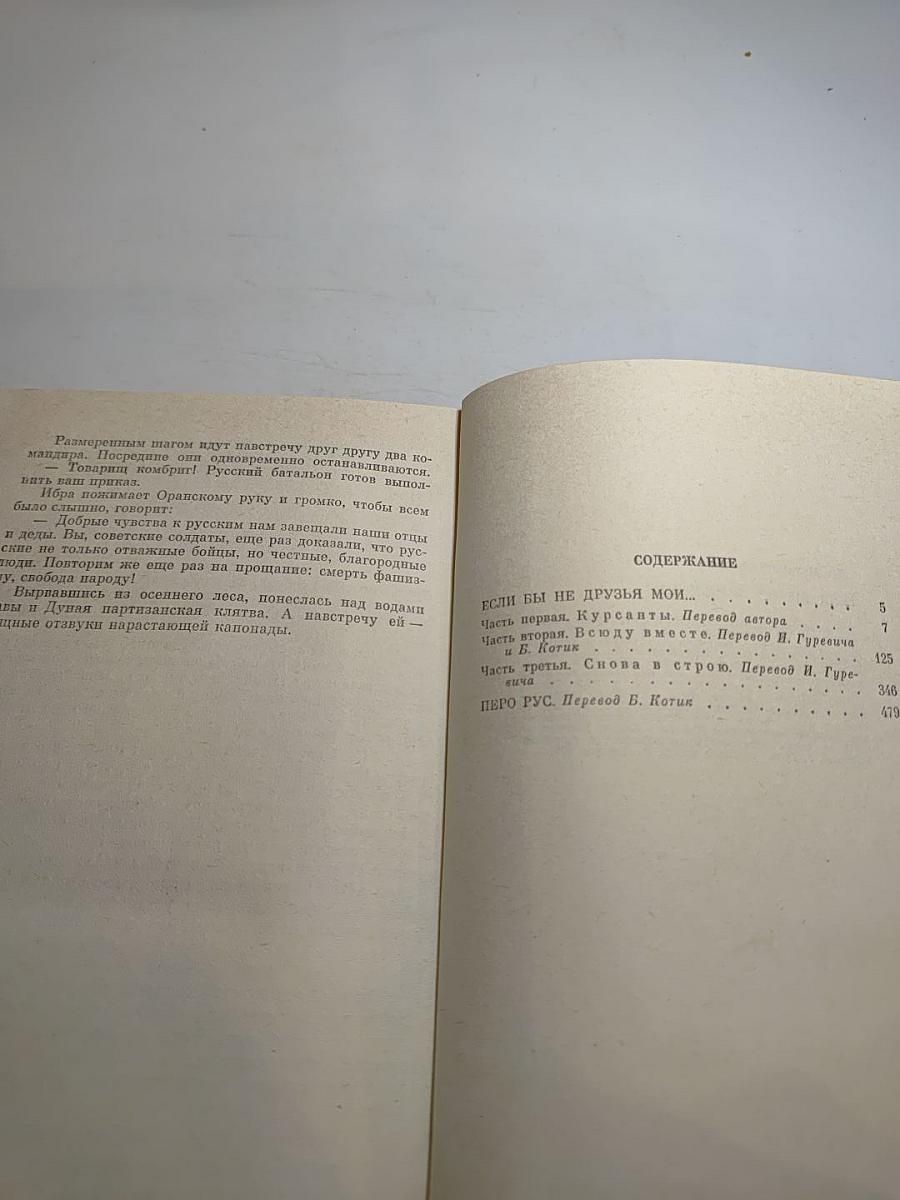 Размеренным шагом идут навстречу друг другу два ко-
мандира. Посредине они одновременно останавливаются.
— Товарищ комбриг! Русский батальон готов выпол-
нить ваш приказ.
Ибра пожимает Оранскому руку и громко, чтобы всем
было слышно, говорит:
— Добрые чувства к русским нам завещали наши отцы
и деды. Вы, советские солдаты, еще раз доказали, что рус-
ские не только отважные бойцы, но честные, благородные
люди. Повторим же еще раз на прощание: смерть фашиз-
у, свобода народу!
Вырвавшись из осеннего леса, понеслась над водами
авы и Дуная партизанская клятва. А навстречу ей —
щные отзвуки нарастающей канонады.
СОДЕРЖАНИЕ
ЕСЛИ БЫ НЕ ДРУЗЬЯ МОИ... . . . . . . . . 5
Часть первая. Курсанты. Перевод автора . . . . 7
Часть вторая. Всюду вместе. Перевод И. Гуревича
и Б. Котик . . . . . . . . . . . . . . 125
Часть третья. Снова в строю. Перевод И. Гуре-
вича . . . . . . . . . . . . . . . . 346
ПЕРО РУС. Перевод Б. Котик . . . . . . . . 479